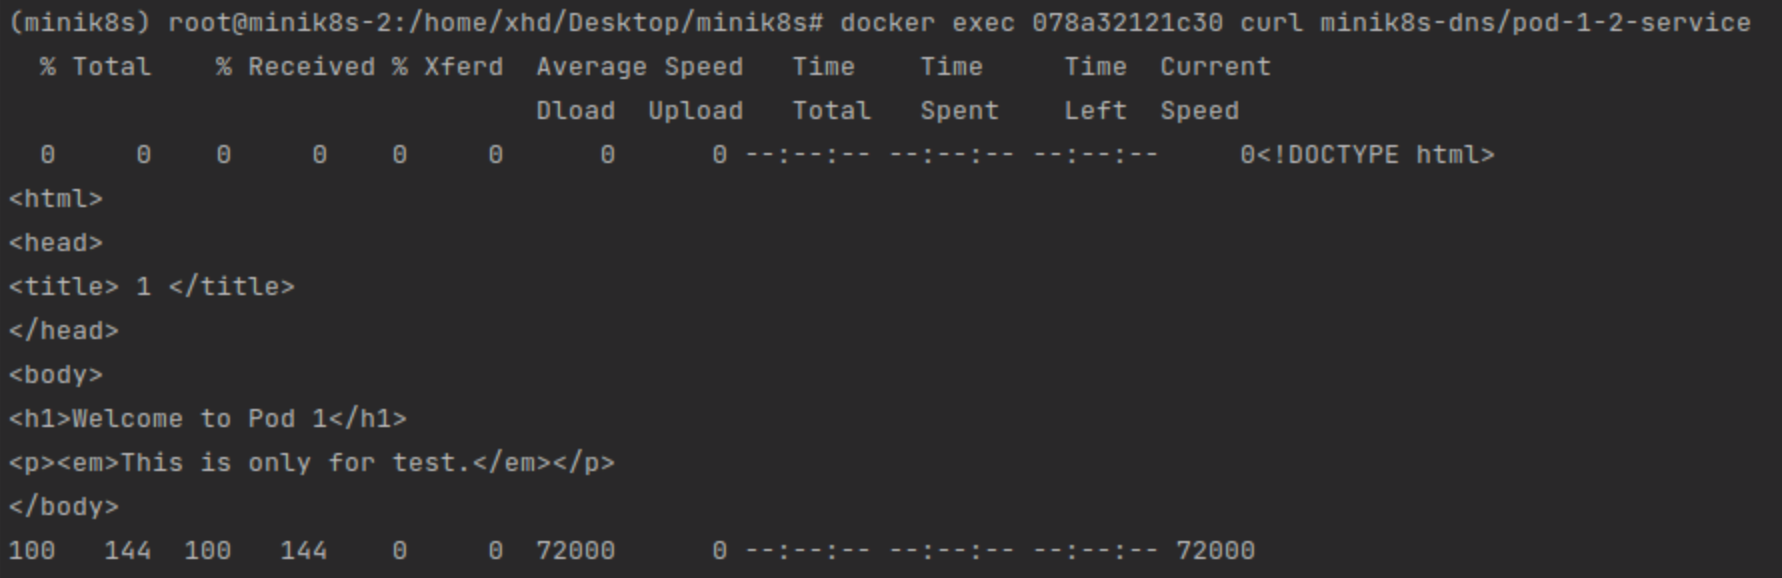 (minik8s) root@minik8s-2:/home/xhd/Desktop/minik8s# docker exec 078a32121c30 curl minik8s-dns/pod-1-2-service
  % Total    % Received % Xferd  Average Speed   Time    Time     Time  Current
                                 Dload  Upload   Total   Spent    Left  Speed
  0     0    0     0    0     0      0      0 --:--:-- --:--:-- --:--:--     0<!DOCTYPE html>
<html>
<head>
<title> 1 </title>
</head>
<body>
<h1>Welcome to Pod 1</h1>
<p><em>This is only for test.</em></p>
</body>
100   144  100   144    0     0  72000      0 --:--:-- --:--:-- --:--:-- 72000